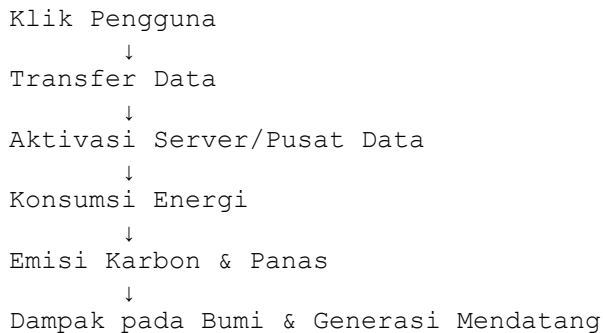 Klik Pengguna
↓
Transfer Data
↓
Aktivasi Server/Pusat Data
↓
Konsumsi Energi
↓
Emisi Karbon & Panas
↓
Dampak pada Bumi & Generasi Mendatang